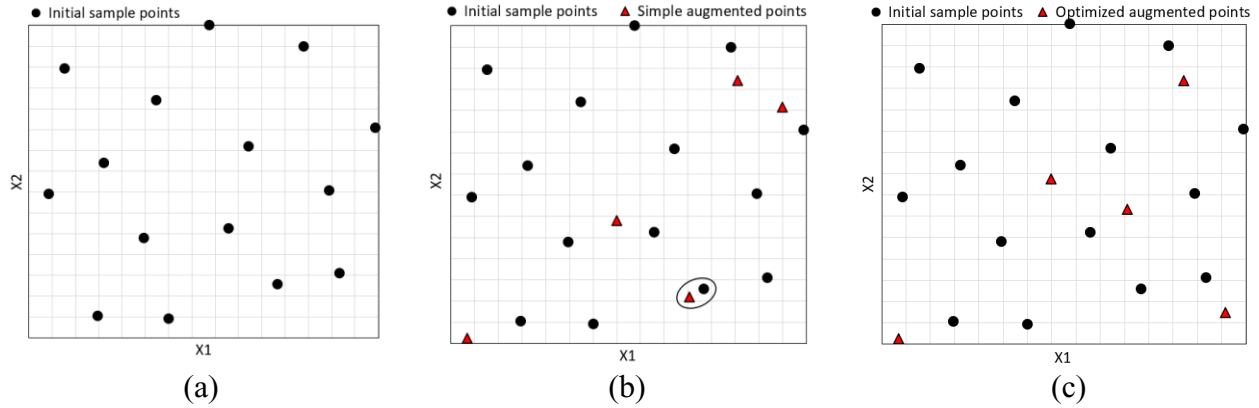 Initial sample points
X2
X1
(a)
Initial sample points Simple augmented points
X2
X1
(b)
Initial sample points Optimized augmented points
X2
X1
(c)